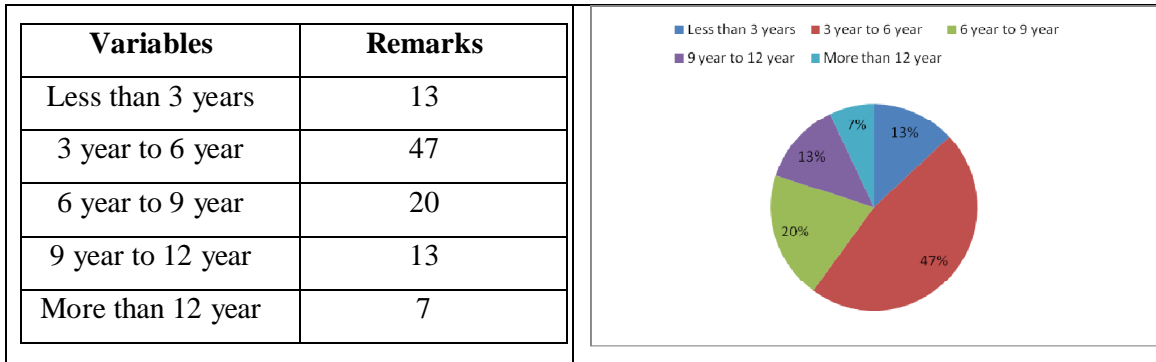 Variables Remarks
Less than 3 years 13
3 year to 6 year 47
6 year to 9 year 20
9 year to 12 year 13
More than 12 year 7
Less than 3 years 3 year to 6 year 6 year to 9 year
9 year to 12 year More than 12 year
7% 13%
13%
20%
47%